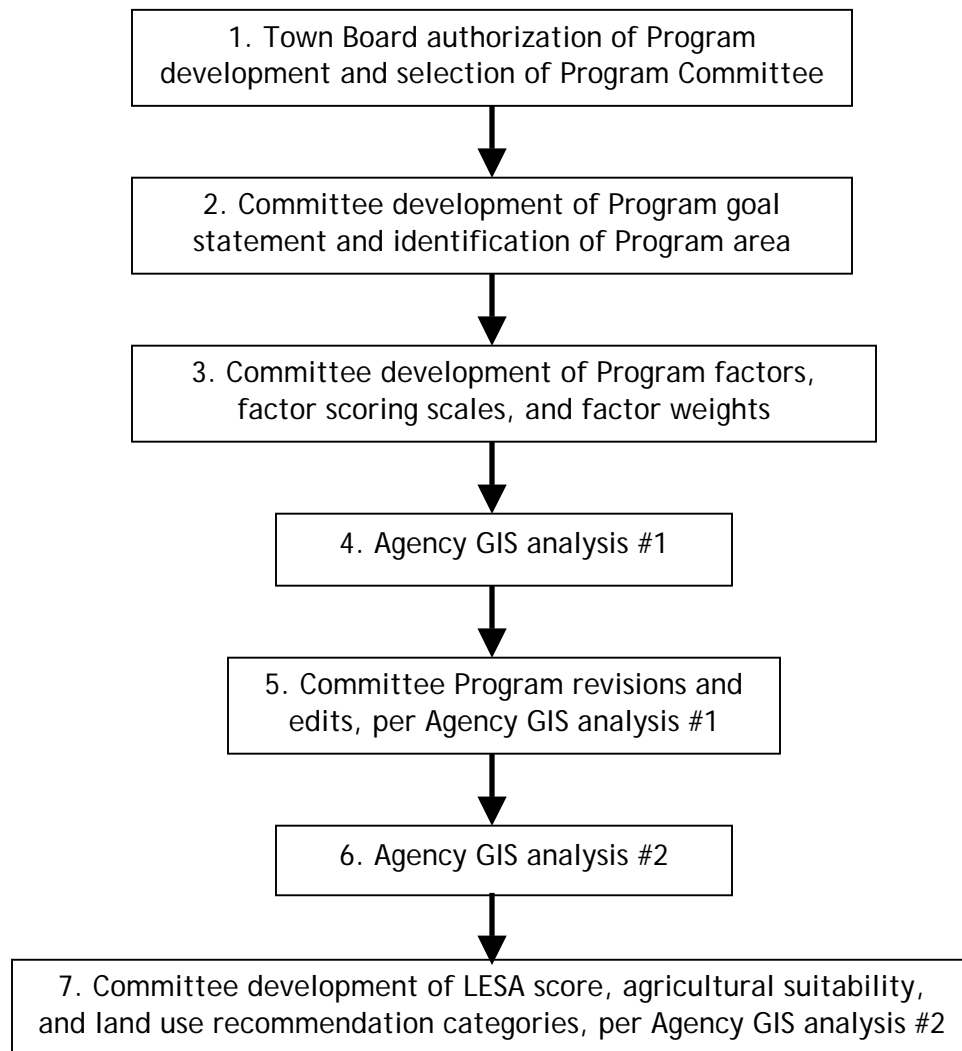 1. Town Board authorization of Program
development and selection of Program Committee
2. Committee development of Program goal
statement and identification of Program area
3. Committee development of Program factors,
factor scoring scales, and factor weights
4. Agency GIS analysis #1
5. Committee Program revisions and
edits, per Agency GIS analysis #1
6. Agency GIS analysis #2
7. Committee development of LESA score, agricultural suitability,
and land use recommendation categories, per Agency GIS analysis #2